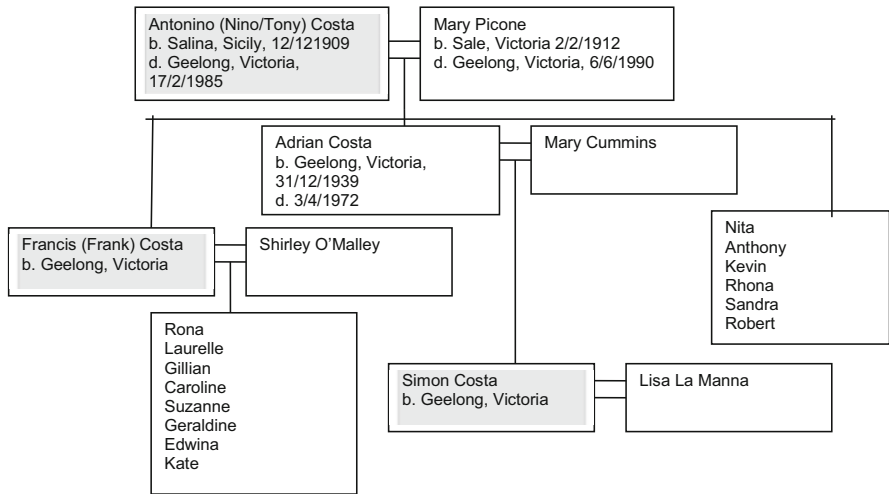 Antonino (Nino/Tony) Costa
b. Salina, Sicily, 12/121909
d. Geelong, Victoria,
17/2/1985
Mary Picone
b. Sale, Victoria 2/2/1912
d. Geelong, Victoria, 6/6/1990
Adrian Costa
b. Geelong, Victoria,
31/12/1939
d. 3/4/1972
Mary Cummins
Francis (Frank) Costa
b. Geelong, Victoria
Shirley O’Malley
Nita
Anthony
Kevin
Rhona
Sandra
Robert
Rona
Laurelle
Gillian
Caroline
Suzanne
Geraldine
Edwina
Kate
Simon Costa
b. Geelong, Victoria
Lisa La Manna